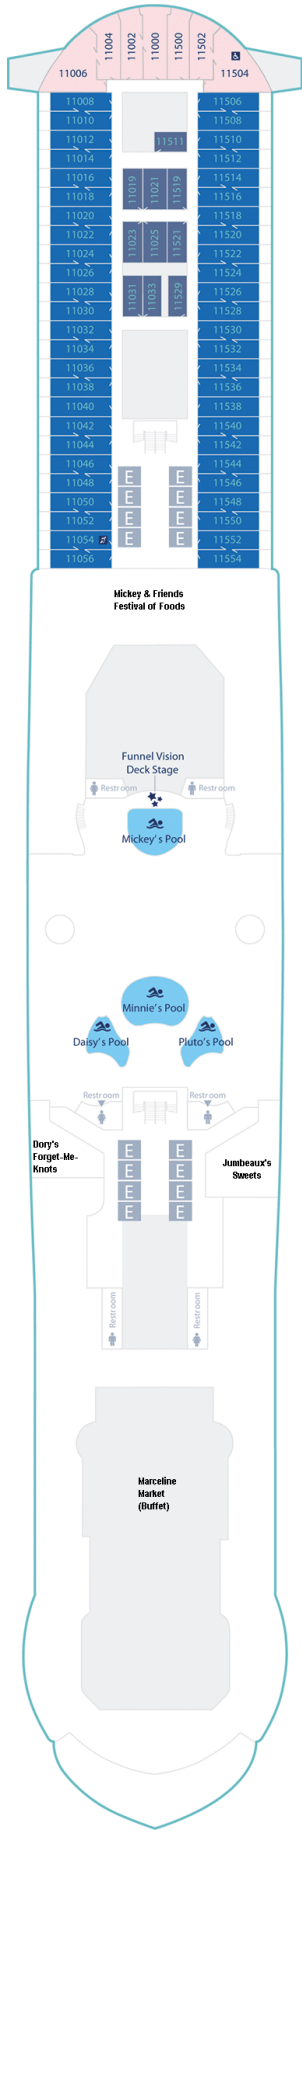 11006
11004
11002
11000
11500
11502
11504
11008
11506
11010
11508
11012
11511
11510
11014
11512
11016
11514
11018
11019
11021
11519
11516
11020
11518
11022
11023
11025
11521
11520
11024
11522
11026
11524
11028
11031
11033
11529
11526
11030
11528
11032
11530
11034
11532
11036
11534
11038
11536
11040
11538
11042
11540
11044
11542
11046
11544
11048
E
E
11546
11050
E
E
11548
11052
E
E
11550
11054
E
E
11552
11056
11554
Mickey & Friends
Festival of Foods
Funnel Vision
Deck Stage
Restroom
Restroom
Mickey's Pool
Minnie's Pool
Daisy's Pool
Pluto's Pool
Restroom
Restroom
Dory's
Forget-Me-
Knots
E
E
E
E
E
E
E
E
Jumbeaux's
Sweets
Restroom
Restroom
Marceline
Market
(Buffet)